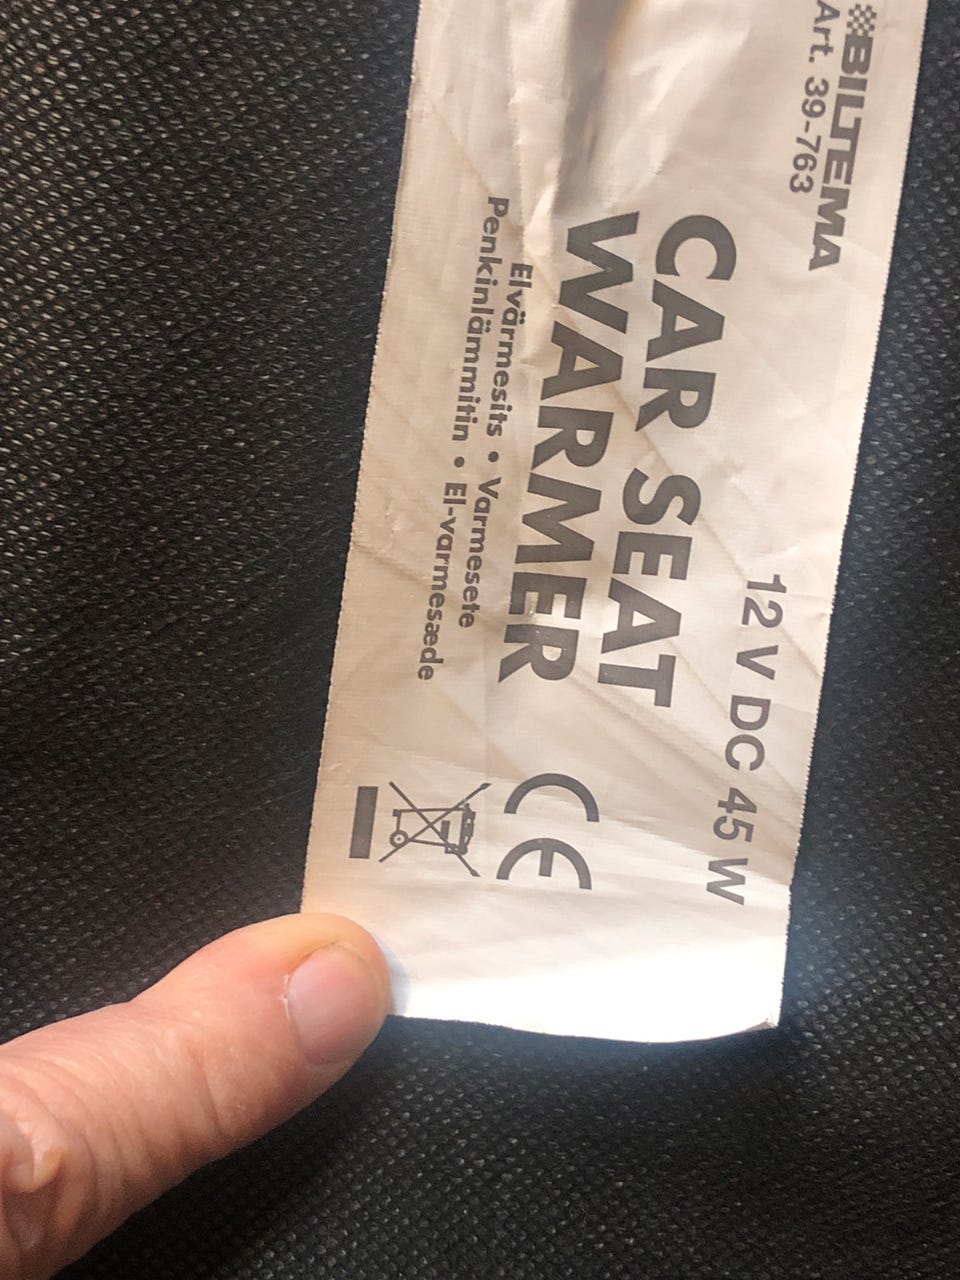 BILTEMA
Art. 39-763
12 V DC 45 W
CAR SEAT
WARMER
Elvärmesits • Varmesete
Penkinlämmitin • El-varmesæde
CE